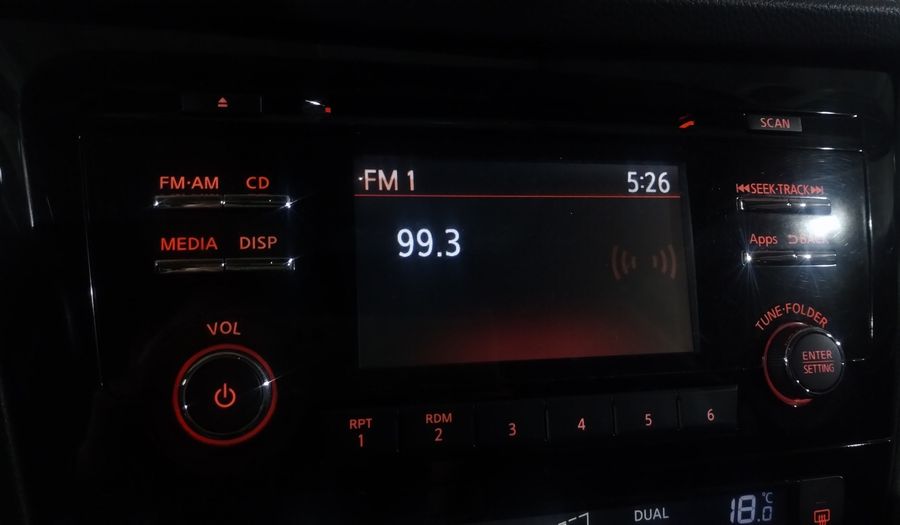 SCAN
FM·AM CD
MEDIA DISP
VOL
·FM 1 5:26
99.3
SEEK·TRACK
Apps BACK
TUNE·FOLDER
ENTER
SETTING
RPT RDM
1 2 3 4 5 6
DUAL 18.0 °C